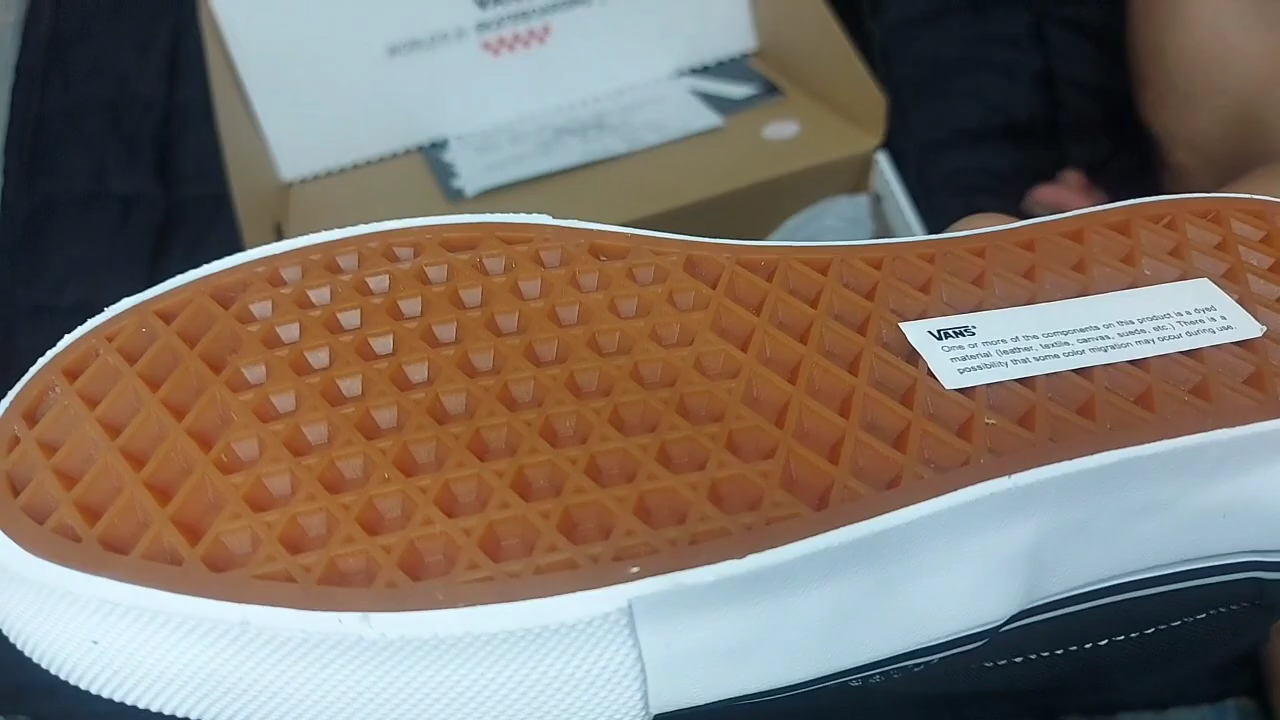 VANS
One or more of the components on this product is a dyed
material (leather, textile, canvas, suede, etc.) There is a
possibility that some color migration may occur during use.